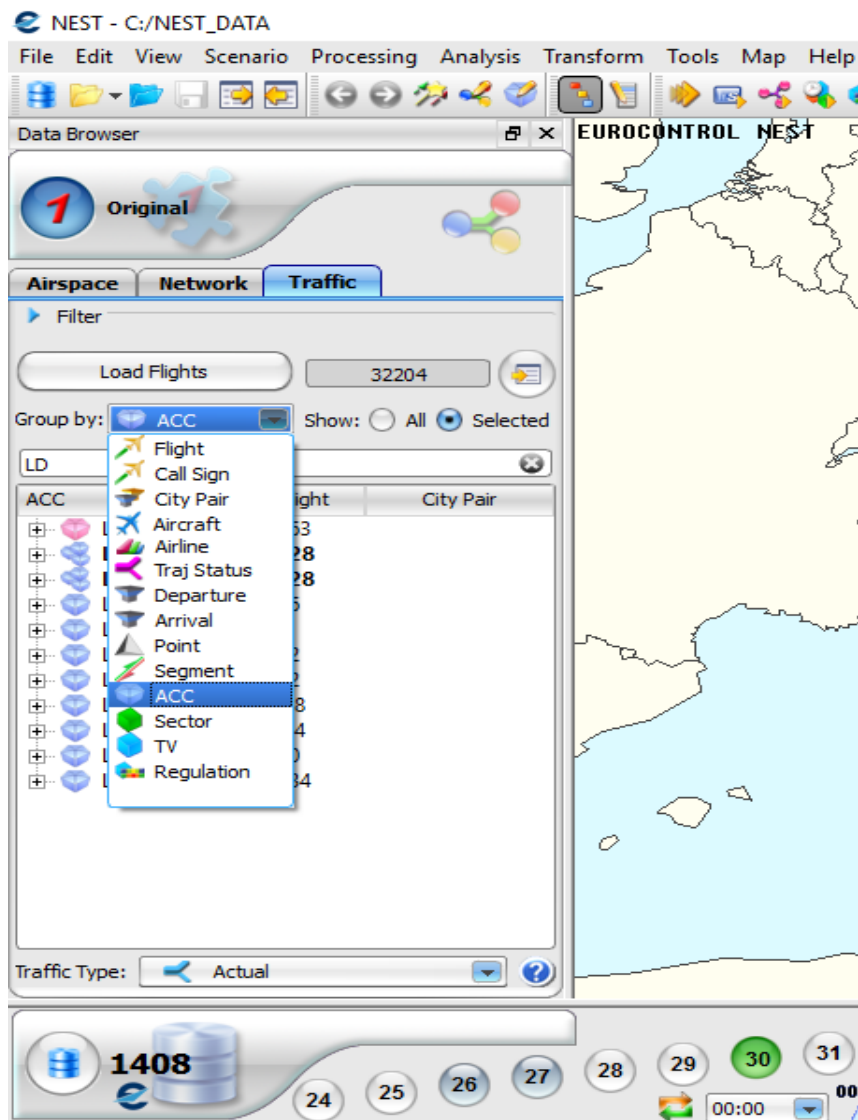 NEST - C:/NEST_DATA
File Edit View Scenario Processing Analysis Transform Tools Map Help
Data Browser
EUROCONTROL NEST
1 Original
Airspace Network Traffic
Filter
Load Flights 32204
Group by: ACC Show: All Selected
LD
ACC City Pair
Flight
Call Sign
City Pair
Aircraft
Airline
Traj Status
Departure
Arrival
Point
Segment
ACC
Sector
TV
Regulation
Traffic Type: Actual
1408
24 25 26 27 28 29 30 31
00:00